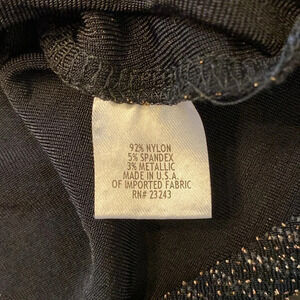 92% NYLON
5% SPANDEX
3% METALLIC
MADE IN U.S.A.
OF IMPORTED FABRIC
RN# 23243